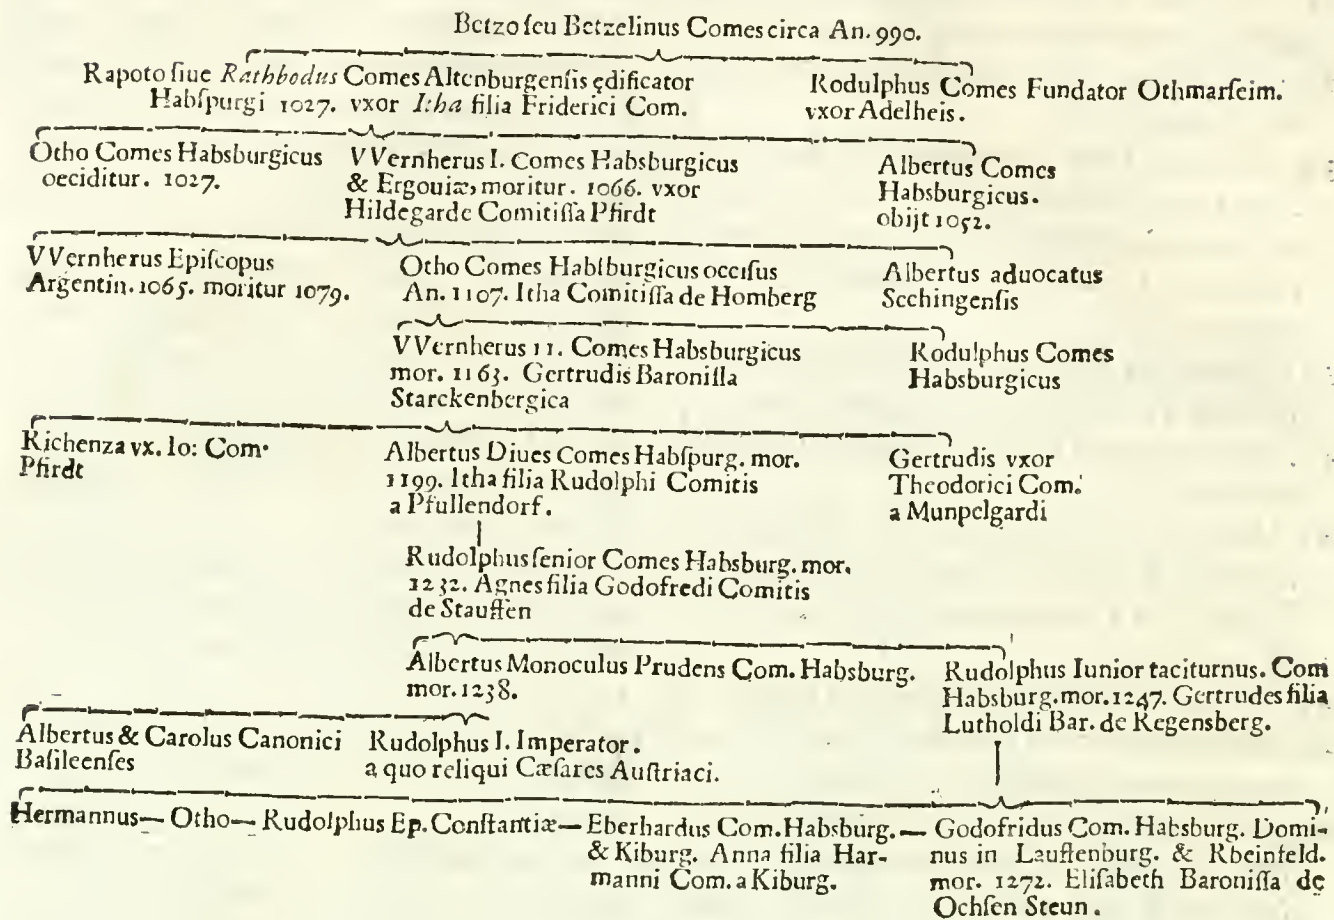 Betzo ſeu Betzelinus Comes circa An. 990.
Rapoto ſiue Rathbodus Comes Altenburgenſis ędificator
Habſpurgi 1027. vxor Itha filia Friderici Com.
Rodulphus Comes Fundator Othmarſeim.
vxor Adelheis.
Otho Comes Habsburgicus
oeciditur. 1027.
VVernherus I. Comes Habsburgicus
& Ergouiæ, moritur. 1066. vxor
Hildegarde Comitiſſa Pfirdt
Albertus Comes
Habsburgicus.
obijt 1052.
VVernherus Epiſcopus
Argentin. 1065. moritur 1079.
Otho Comes Habſburgicus occiſus
An. 1107. Itha Comitiſſa de Homberg
Albertus aduocatus
Sechingenſis
VVernherus 11. Comes Habsburgicus
mor. 1163. Gertrudis Baroniſſa
Starckenbergica
Rodulphus Comes
Habsburgicus
Richenza vx. Io: Com.
Pfirdt
Albertus Diues Comes Habſpurg. mor.
1199. Itha filia Rudolphi Comitis
a Pfullendorf.
Gertrudis vxor
Theodorici Com.
a Munpelgardi
Rudolphus ſenior Comes Habsburg. mor.
1232. Agnes filia Godofredi Comitis
de Stauffen
Albertus Monoculus Prudens Com. Habsburg.
mor. 1238.
Rudolphus Iunior taciturnus. Com
Habsburg. mor. 1247. Gertrudes filia
Lutholdi Bar. de Regensberg.
Albertus & Carolus Canonici
Baſileenſes
Rudolphus I. Imperator.
a quo reliqui Cæſares Auſtriaci.
Hermannus — Otho — Rudolphus Ep. Conſtantiæ — Eberhardus Com. Habsburg. — Godofridus Com. Habsburg. Domi-
& Kiburg. Anna filia Har-
manni Com. a Kiburg.
nus in Lauffenburg. & Rheinfeld.
mor. 1272. Eliſabeth Baroniſſa de
Ochſen Steun.